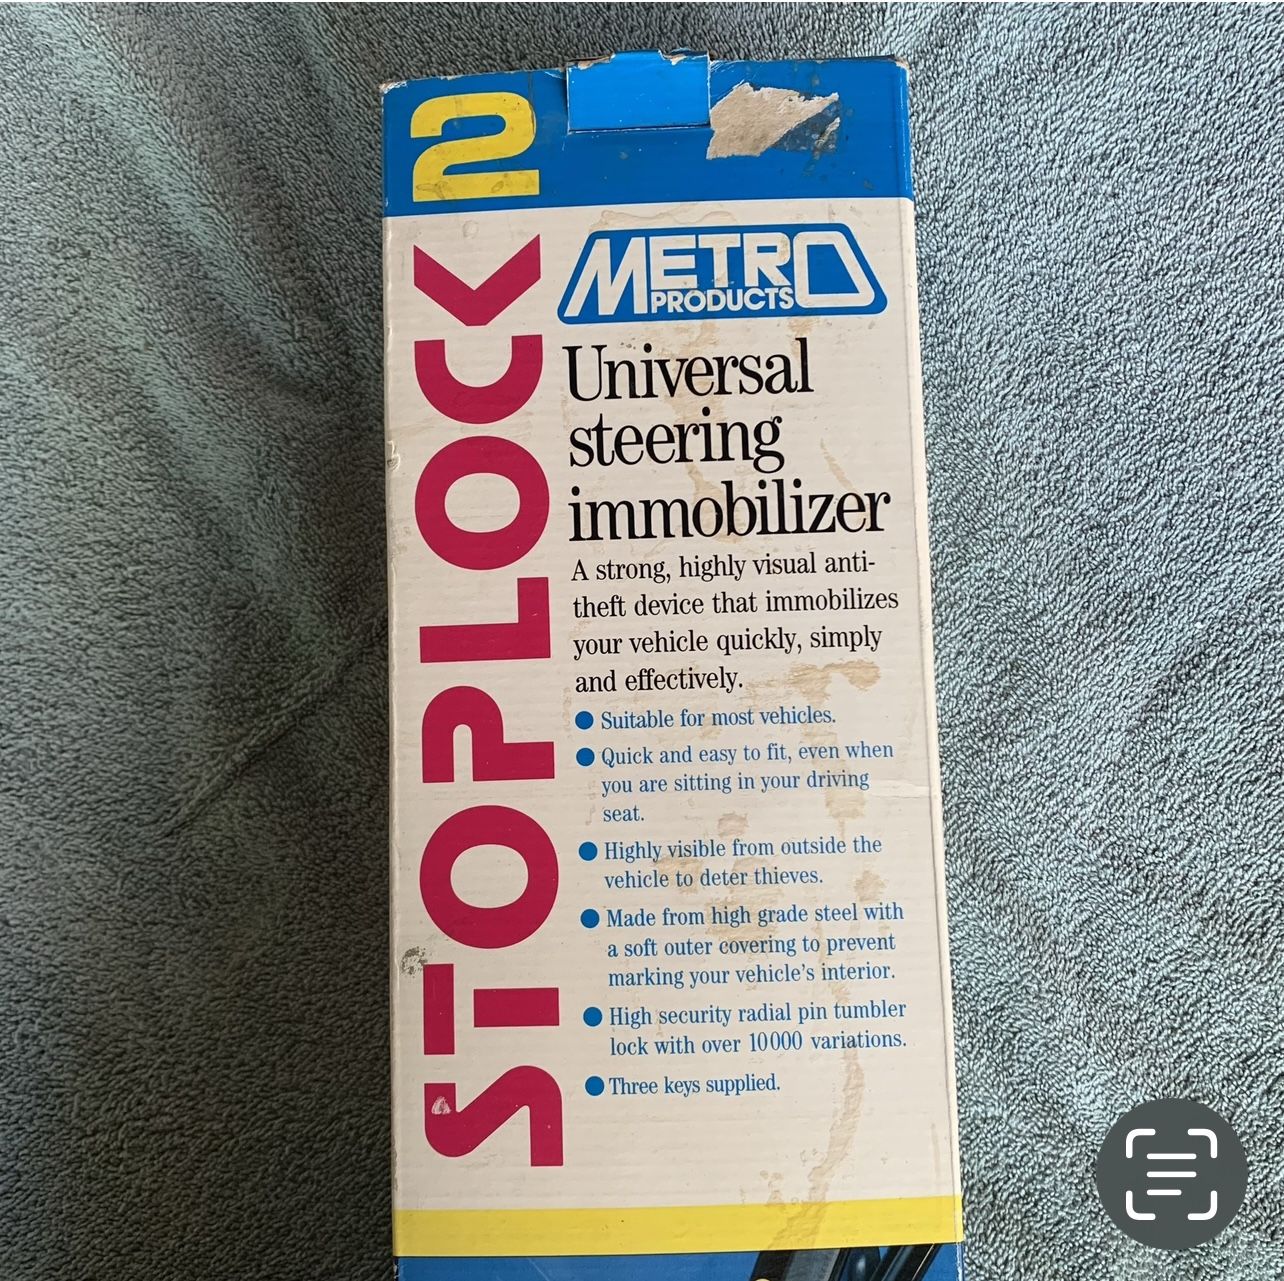 STOPLOCK 2
METRO
PRODUCTS
Universal
steering
immobilizer
A strong, highly visual anti-
theft device that immobilizes
your vehicle quickly, simply
and effectively.
● Suitable for most vehicles.
● Quick and easy to fit, even when
you are sitting in your driving
seat.
● Highly visible from outside the
vehicle to deter thieves.
● Made from high grade steel with
a soft outer covering to prevent
marking your vehicle's interior.
● High security radial pin tumbler
lock with over 10000 variations.
● Three keys supplied.